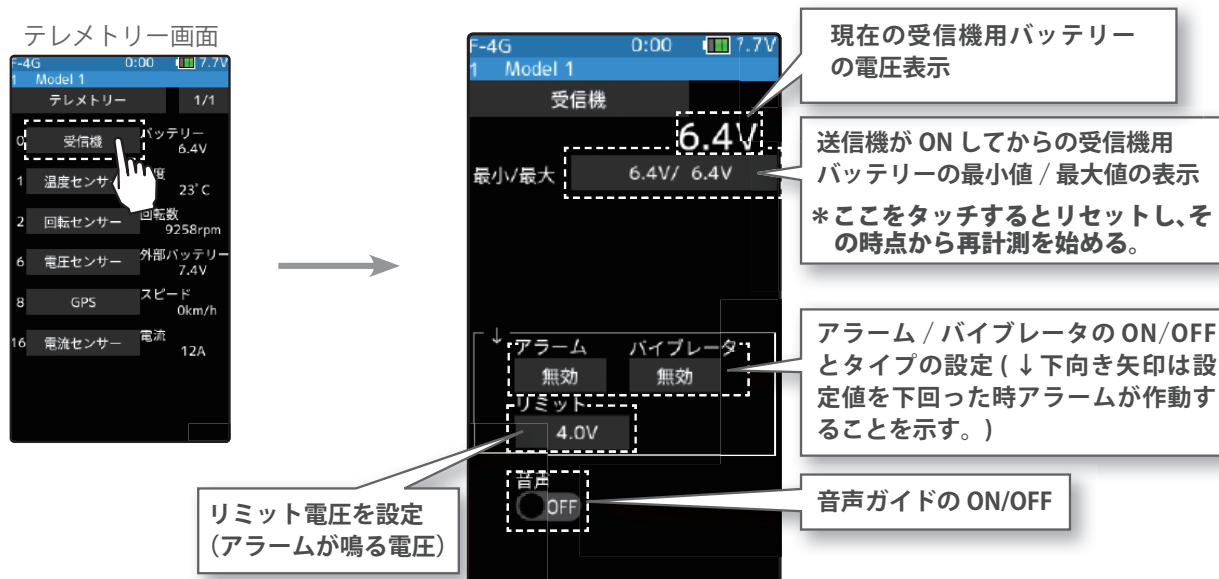 テレメトリー画面
F-4G 0:00 7.7V
1 Model 1
テレメトリー 1/1
0 受信機 バッテリー
6.4V
1 温度センサー 度
23°C
2 回転センサー 回転数
9258rpm
6 電圧センサー 外部バッテリー
7.4V
8 GPS スピード
0km/h
16 電流センサー 電流
12A
F-4G 0:00 7.7V
1 Model 1
受信機
6.4V
最小/最大 6.4V/ 6.4V
↓
アラーム バイブレータ
無効 無効
リミット
4.0V
音声
OFF
現在の受信機用バッテリー
の電圧表示
送信機が ON してからの受信機用
バッテリーの最小値 / 最大値の表示
＊ここをタッチするとリセットし、そ
の時点から再計測を始める。
アラーム / バイブレータの ON/OFF
とタイプの設定 ( ↓下向き矢印は設
定値を下回った時アラームが作動す
ることを示す。)
音声ガイドの ON/OFF
リミット電圧を設定
（アラームが鳴る電圧）